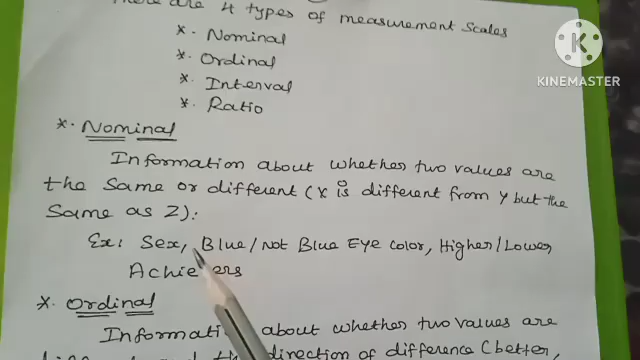 There are 4 types of measurement Scales
*. Nominal
*. Ordinal
*. Interval
*. Ratio
*. Nominal
Information about whether two values are
the Same or different (X is different from Y but the
Same as Z):
Ex: Sex, Blue/Not Blue Eye color, Higher/Lower
Achievers
*. Ordinal
Information about whether two values are
direction of difference (better,
KINEMASTER